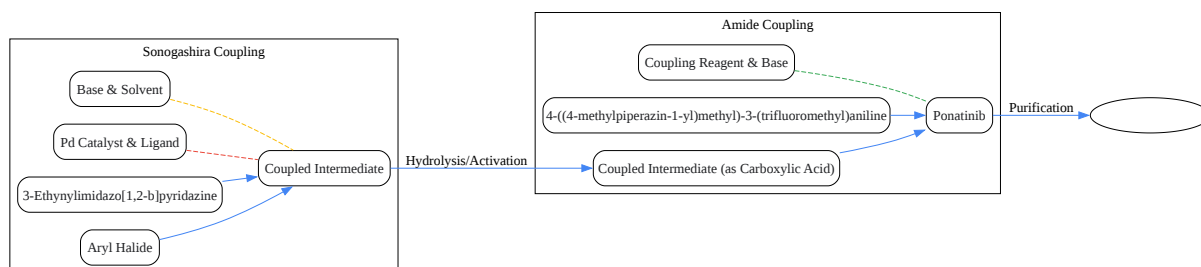 Sonogashira Coupling
Base & Solvent
Pd Catalyst & Ligand
3-Ethynylimidazo[1,2-b]pyridazine
Aryl Halide
Coupled Intermediate
Hydrolysis/Activation
Amide Coupling
Coupling Reagent & Base
4-((4-methylpiperazin-1-yl)methyl)-3-(trifluoromethyl)aniline
Coupled Intermediate (as Carboxylic Acid)
Ponatinib
Purification